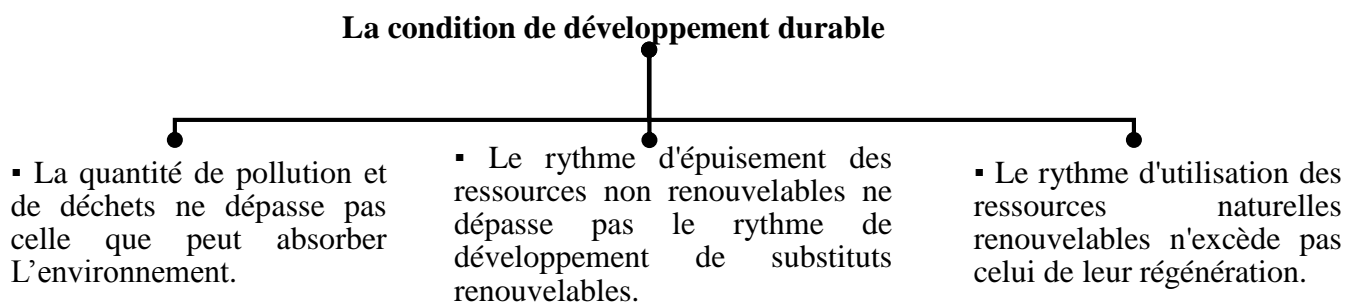 La condition de développement durable
▪ La quantité de pollution et
de déchets ne dépasse pas
celle que peut absorber
L’environnement.
▪ Le rythme d'épuisement des
ressources non renouvelables ne
dépasse pas le rythme de
développement de substituts
renouvelables.
▪ Le rythme d'utilisation des
ressources naturelles
renouvelables n'excède pas
celui de leur régénération.